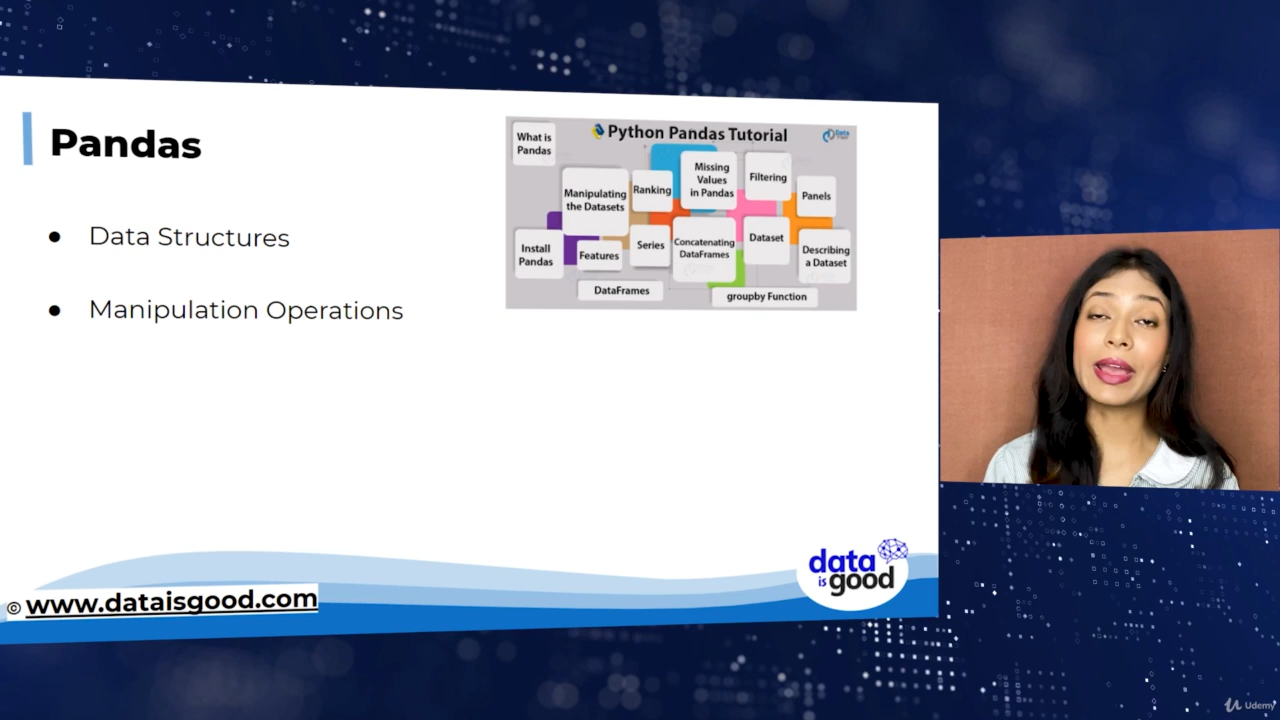 Pandas
● Data Structures
● Manipulation Operations
Python Pandas Tutorial
What is
Pandas
Manipulating
the Datasets
Ranking
Missing
Values
in Pandas
Filtering
Panels
Install
Pandas
Features
Series
Concatenating
DataFrames
Dataset
Describing
a Dataset
DataFrames
groupby Function
data
is good
© www.dataisgood.com
Udemy